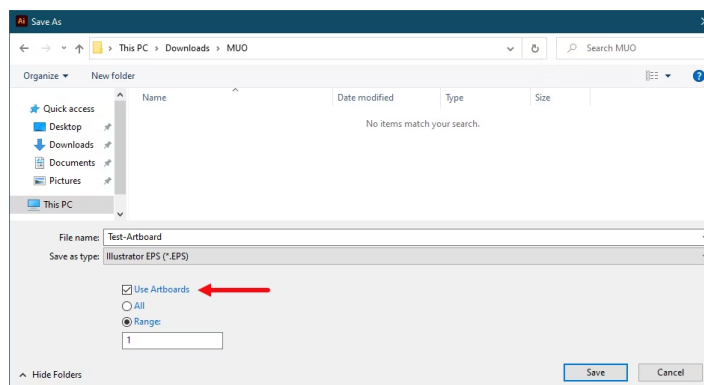 Ai Save As
> This PC > Downloads > MUO
Search MUO
Organize New folder
Name Date modified Type Size
Quick access
Desktop
Downloads
Documents
Pictures
This PC
No items match your search.
File name: Test-Artboard
Save as type: Illustrator EPS (*.EPS)
Use Artboards
All
Range:
1
Hide Folders
Save Cancel